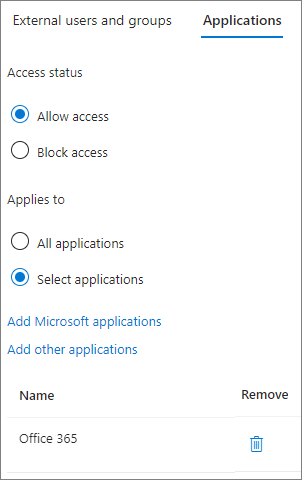 External users and groups Applications
Access status
Allow access
Block access
Applies to
All applications
Select applications
Add Microsoft applications
Add other applications
Name Remove
Office 365